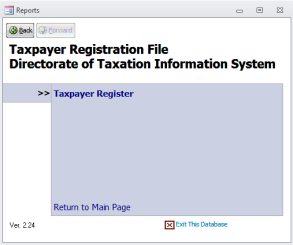 Reports
Back Forward
Taxpayer Registration File
Directorate of Taxation Information System
>> Taxpayer Register
Return to Main Page
Ver. 2.24 Exit This Database